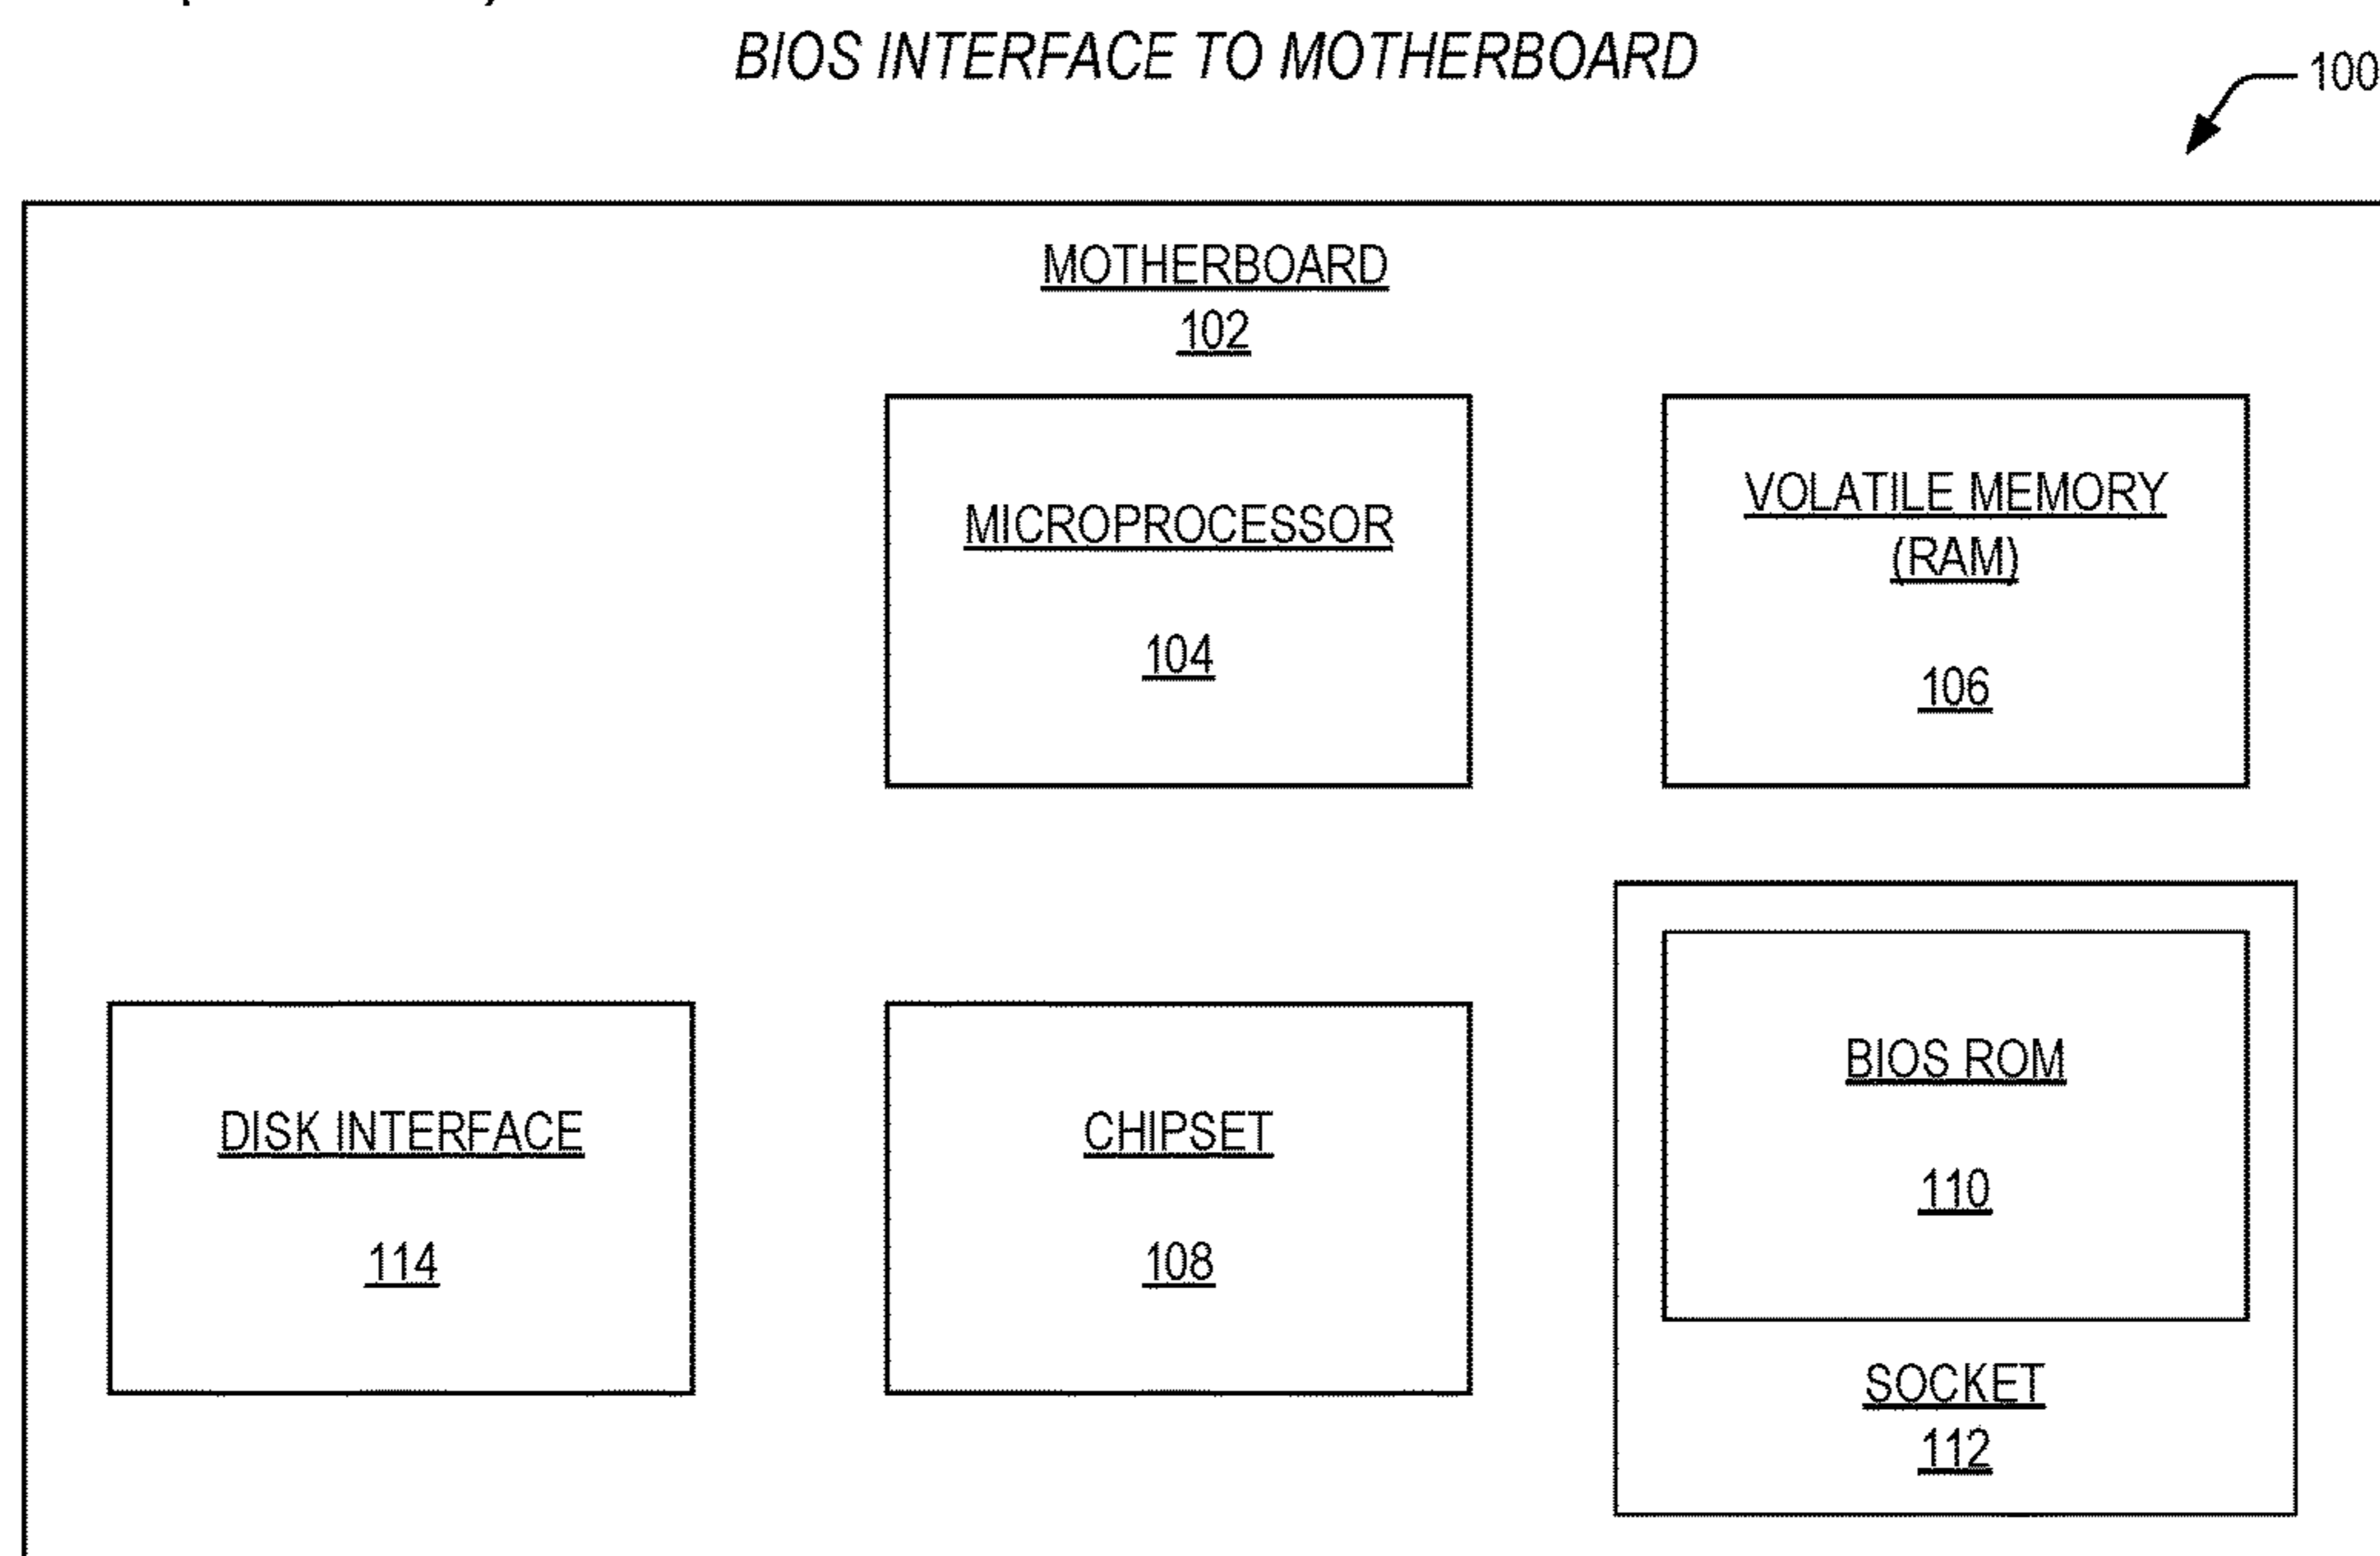 BIOS INTERFACE TO MOTHERBOARD
100
MOTHERBOARD
102
MICROPROCESSOR
104
VOLATILE MEMORY
(RAM)
106
DISK INTERFACE
114
CHIPSET
108
BIOS ROM
110
SOCKET
112